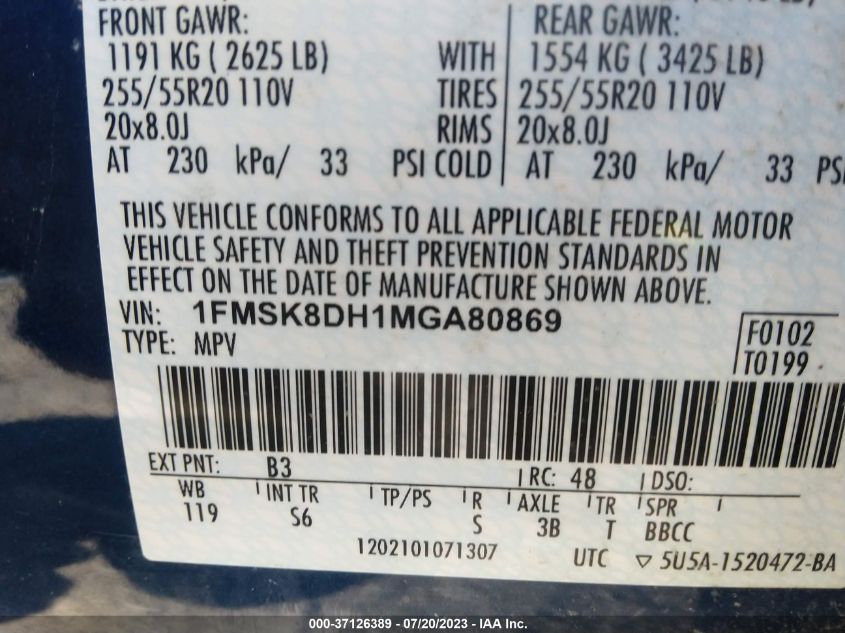 FRONT GAWR: REAR GAWR:
1191 KG ( 2625 LB) WITH 1554 KG ( 3425 LB)
255/55R20 110V TIRES 255/55R20 110V
20x8.0J RIMS 20x8.0J
AT 230 kPa/ 33 PSI COLD AT 230 kPa/ 33 PSI
THIS VEHICLE CONFORMS TO ALL APPLICABLE FEDERAL MOTOR
VEHICLE SAFETY AND THEFT PREVENTION STANDARDS IN
EFFECT ON THE DATE OF MANUFACTURE SHOWN ABOVE.
VIN: 1FMSK8DH1MGA80869
TYPE: MPV
F0102
T0199
EXT PNT: B3 RC: 48 DSO:
WB INT TR TP/PS R AXLE TR SPR
119 S6 S 3B T BBCC
1202101071307 UTC ▽ 5U5A-1520472-BA
000-37126389 - 07/20/2023 - IAA Inc.